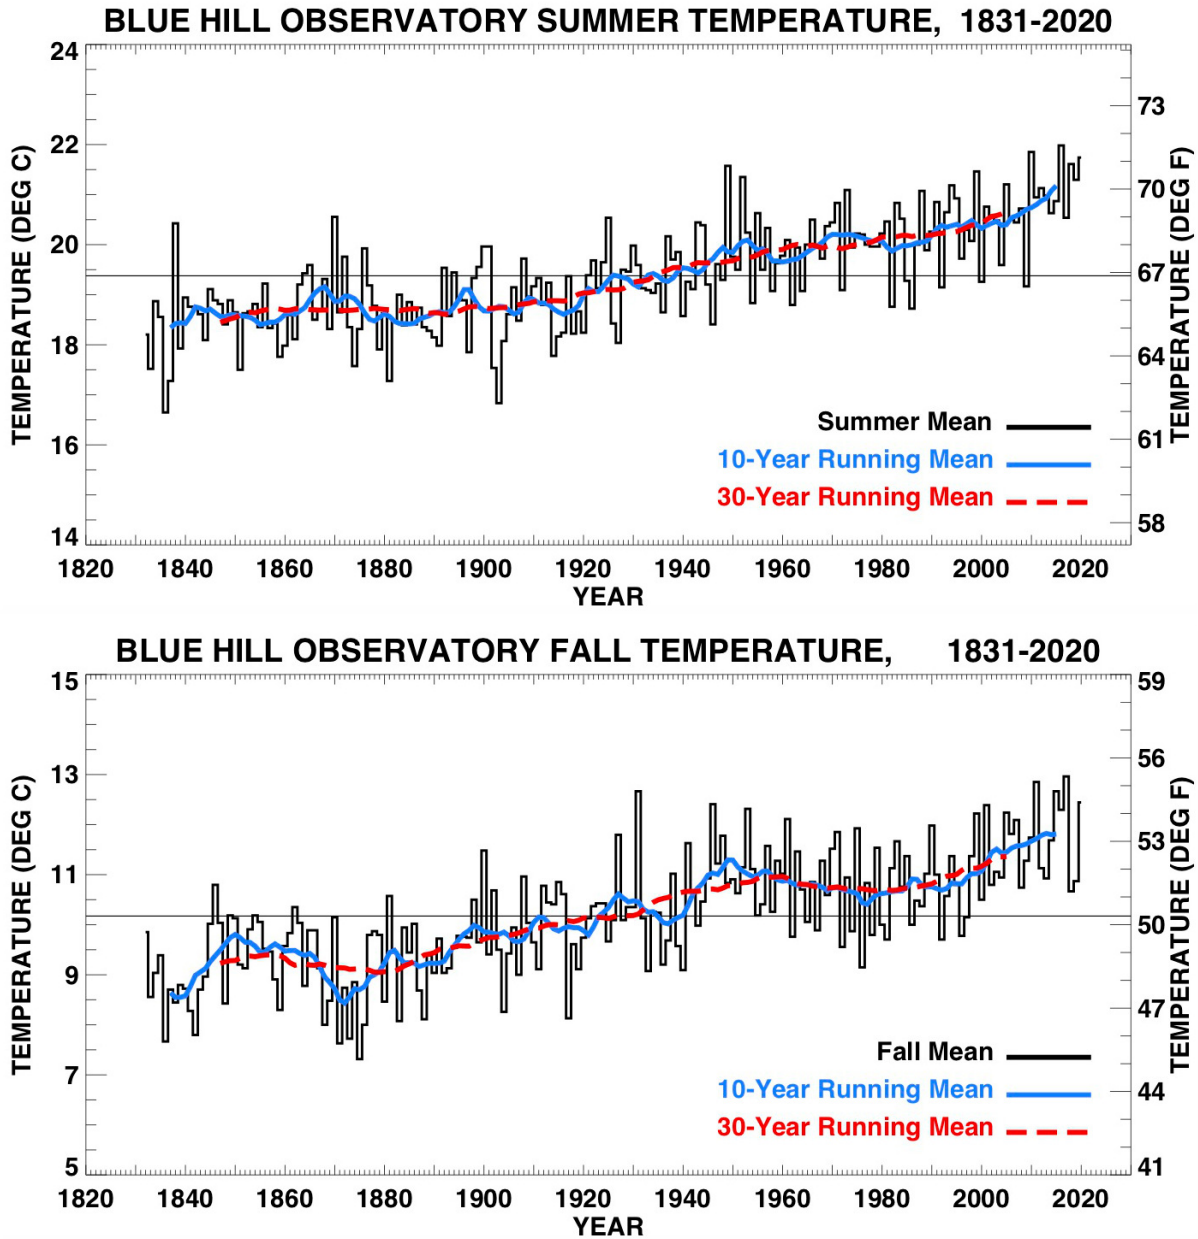 BLUE HILL OBSERVATORY SUMMER TEMPERATURE, 1831-2020
24
22
20
18
16
14
TEMPERATURE (DEG C)
73
70
67
64
61
58
TEMPERATURE (DEG F)
Summer Mean
10-Year Running Mean
30-Year Running Mean
1820 1840 1860 1880 1900 1920 1940 1960 1980 2000 2020
YEAR
BLUE HILL OBSERVATORY FALL TEMPERATURE, 1831-2020
15
13
11
9
7
5
TEMPERATURE (DEG C)
59
56
53
50
47
44
41
TEMPERATURE (DEG F)
Fall Mean
10-Year Running Mean
30-Year Running Mean
1820 1840 1860 1880 1900 1920 1940 1960 1980 2000 2020
YEAR